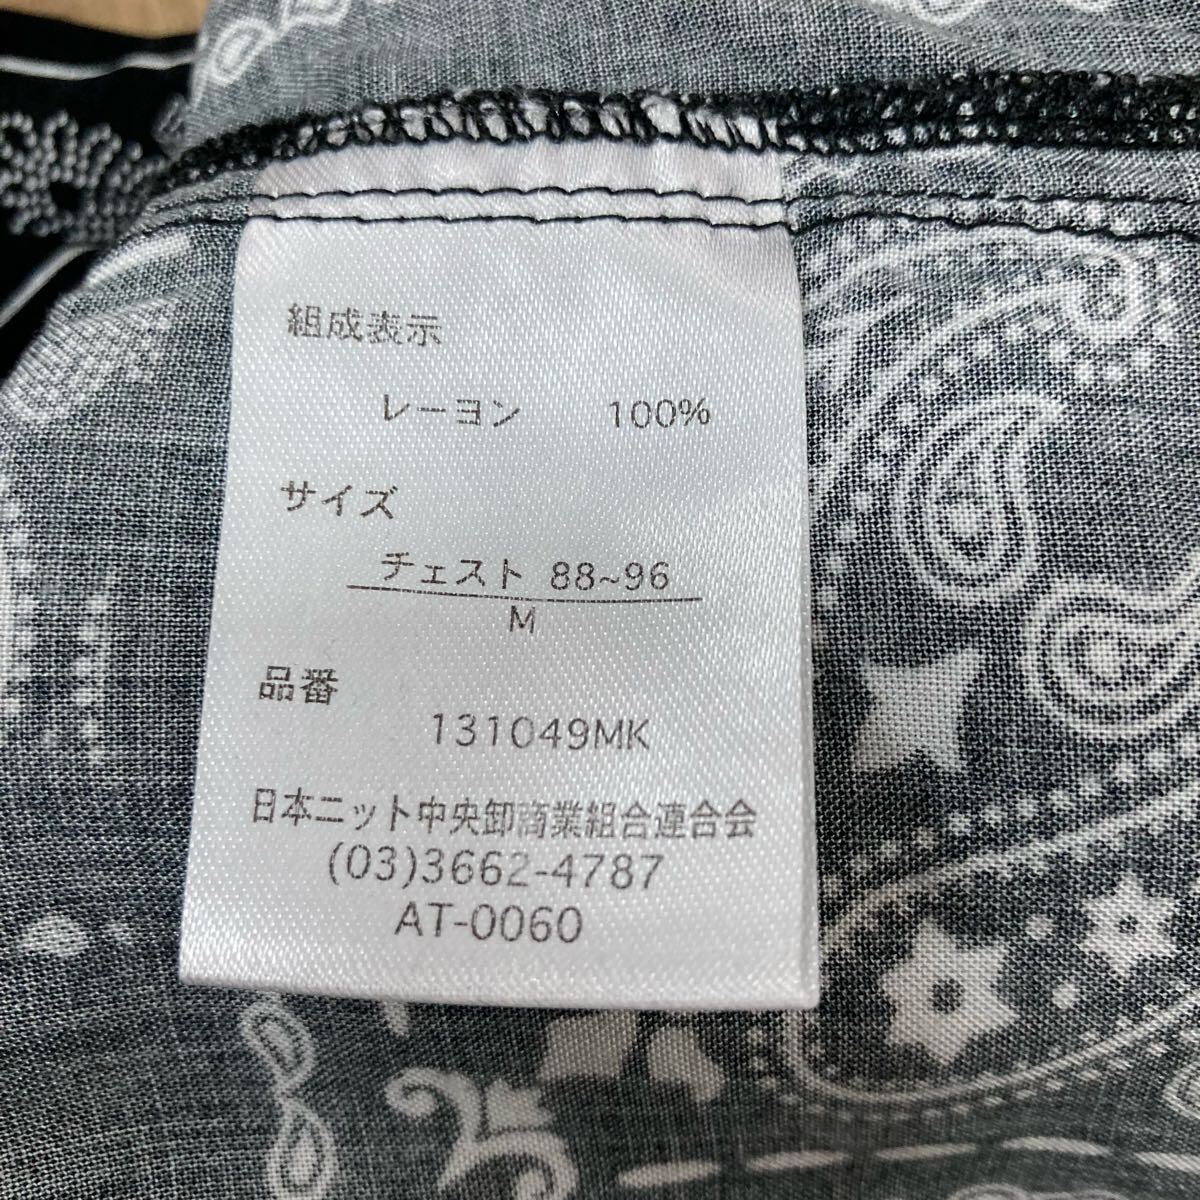 組成表示
レーヨン 100%
サイズ
チェスト 88~96
M
品番
131049MK
日本ニット中央卸商業組合連合会
(03)3662-4787
AT-0060